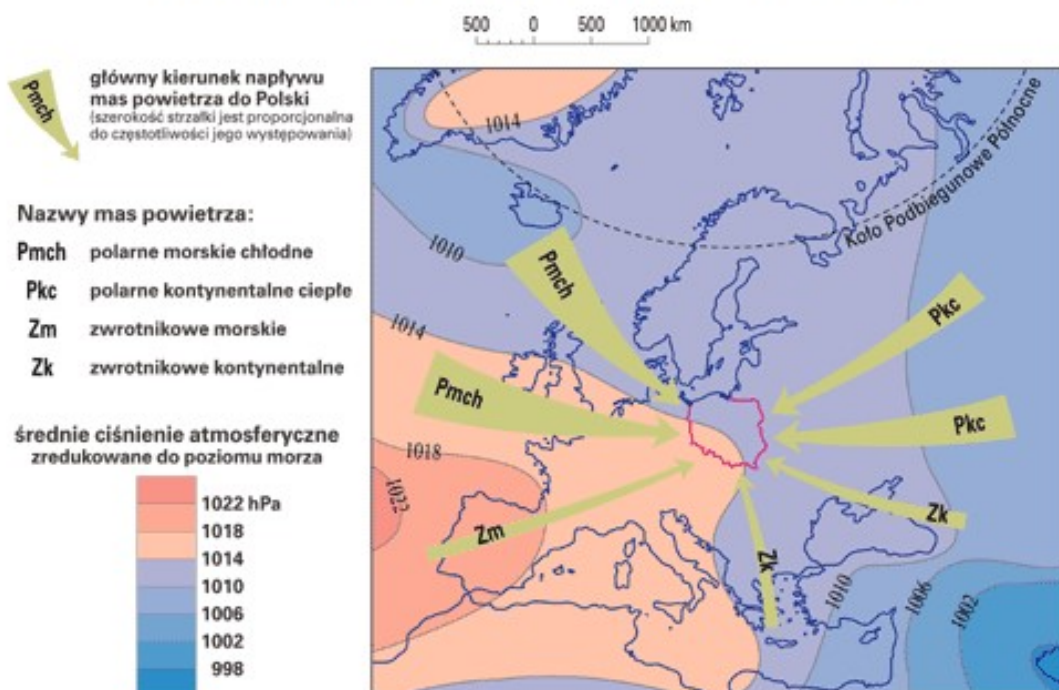 500 0 500 1000 km
Pmch
główny kierunek napływu
mas powietrza do Polski
(szerokość strzałki jest proporcjonalna
do częstotliwości jego występowania)
Nazwy mas powietrza:
Pmch polarne morskie chłodne
Pkc polarne kontynentalne ciepłe
Zm zwrotnikowe morskie
Zk zwrotnikowe kontynentalne
średnie ciśnienie atmosferyczne
zredukowane do poziomu morza
1022 hPa
1018
1014
1010
1006
1002
998
1014
Koło Podbiegunowe Północne
1010
Pmch
Pkc
1014
Pmch
Pkc
1018
1022
Zm
Zk
Zk
1010
1006
1002